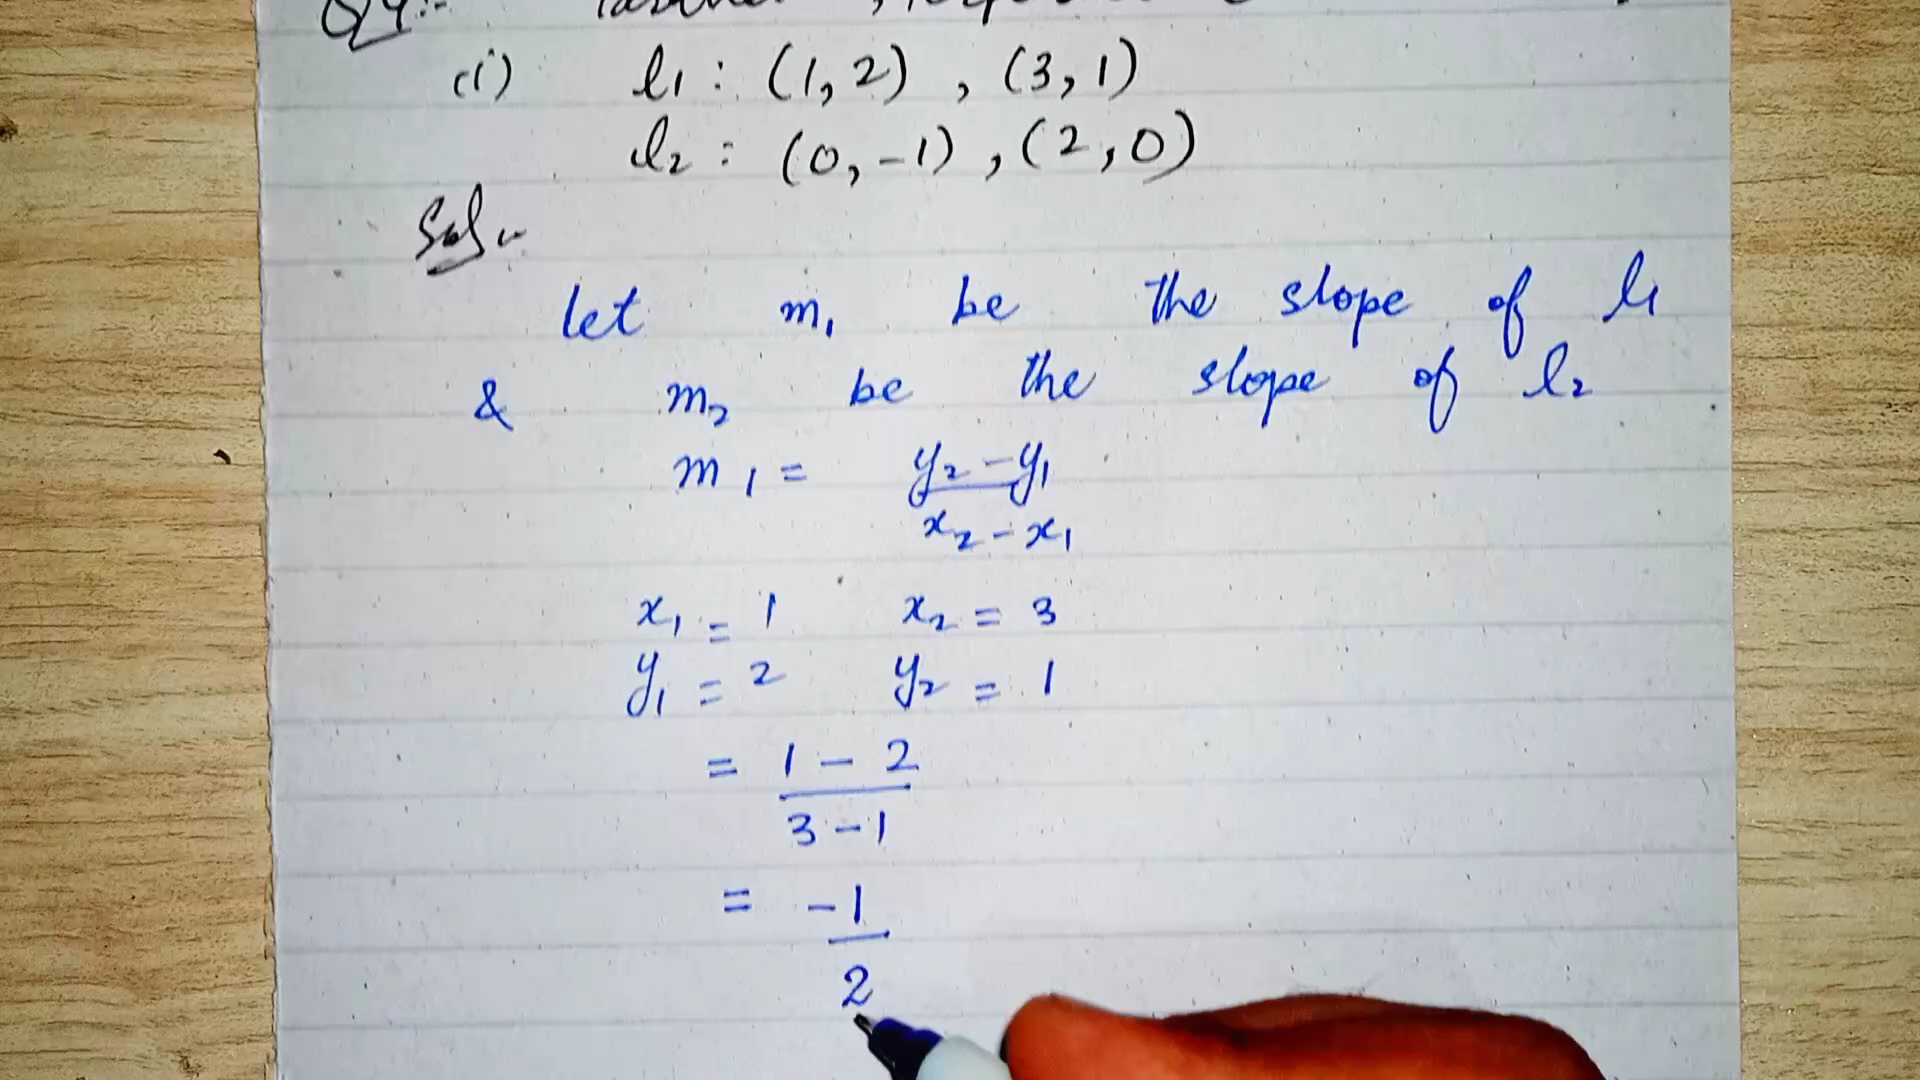 Q4:-
(i) l1 : (1,2) , (3,1)
l2 : (0,-1) , (2,0)
Sol:-
let m1 be the slope of l1
& m2 be the slope of l2
m1 = y2-y1
x2-x1
x1 = 1 x2 = 3
y1 = 2 y2 = 1
= 1-2
3-1
= -1
2